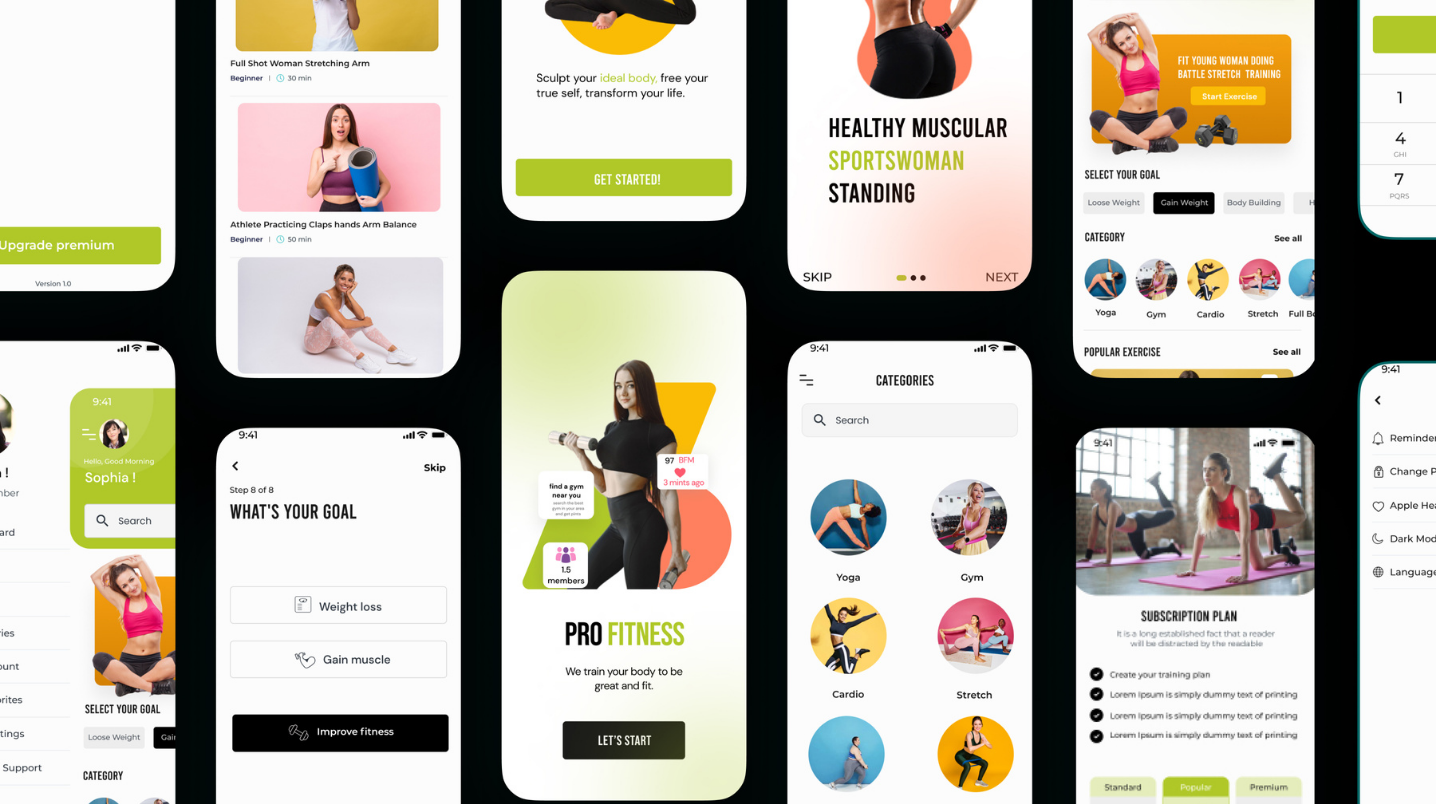 Upgrade premium
Version 1.0
9:41
Hello, Good Morning
Sophia !
Search
SELECT YOUR GOAL
Loose Weight
CATEGORY
Support
Full Shot Woman Stretching Arm
Beginner | 30 min
Athlete Practicing Claps hands Arm Balance
Beginner | 50 min
9:41
Skip
Step 8 of 8
WHAT'S YOUR GOAL
Weight loss
Gain muscle
Improve fitness
Sculpt your ideal body, free your
true self, transform your life.
GET STARTED!
97 BFM
3 mints ago
find a gym
near you
search the best
gym in your area
and get pricing
1.5
members
PRO FITNESS
We train your body to be
great and fit.
LET'S START
HEALTHY MUSCULAR
SPORTSWOMAN
STANDING
SKIP NEXT
9:41
CATEGORIES
Search
Yoga Gym
Cardio Stretch
FIT YOUNG WOMAN DOING
BATTLE STRETCH TRAINING
Start Exercise
SELECT YOUR GOAL
Loose Weight Gain Weight Body Building H
CATEGORY See all
Yoga Gym Cardio Stretch Full B
POPULAR EXERCISE See all
9:41
SUBSCRIPTION PLAN
It is a long established fact that a reader
will be distracted by the readable
Create your training plan
Lorem Ipsum is simply dummy text of printing
Lorem Ipsum is simply dummy text of printing
Lorem Ipsum is simply dummy text of printing
Standard Popular Premium
1
4
GHI
7
PQRS
9:41
Reminder
Change P
Apple Hea
Dark Mod
Language